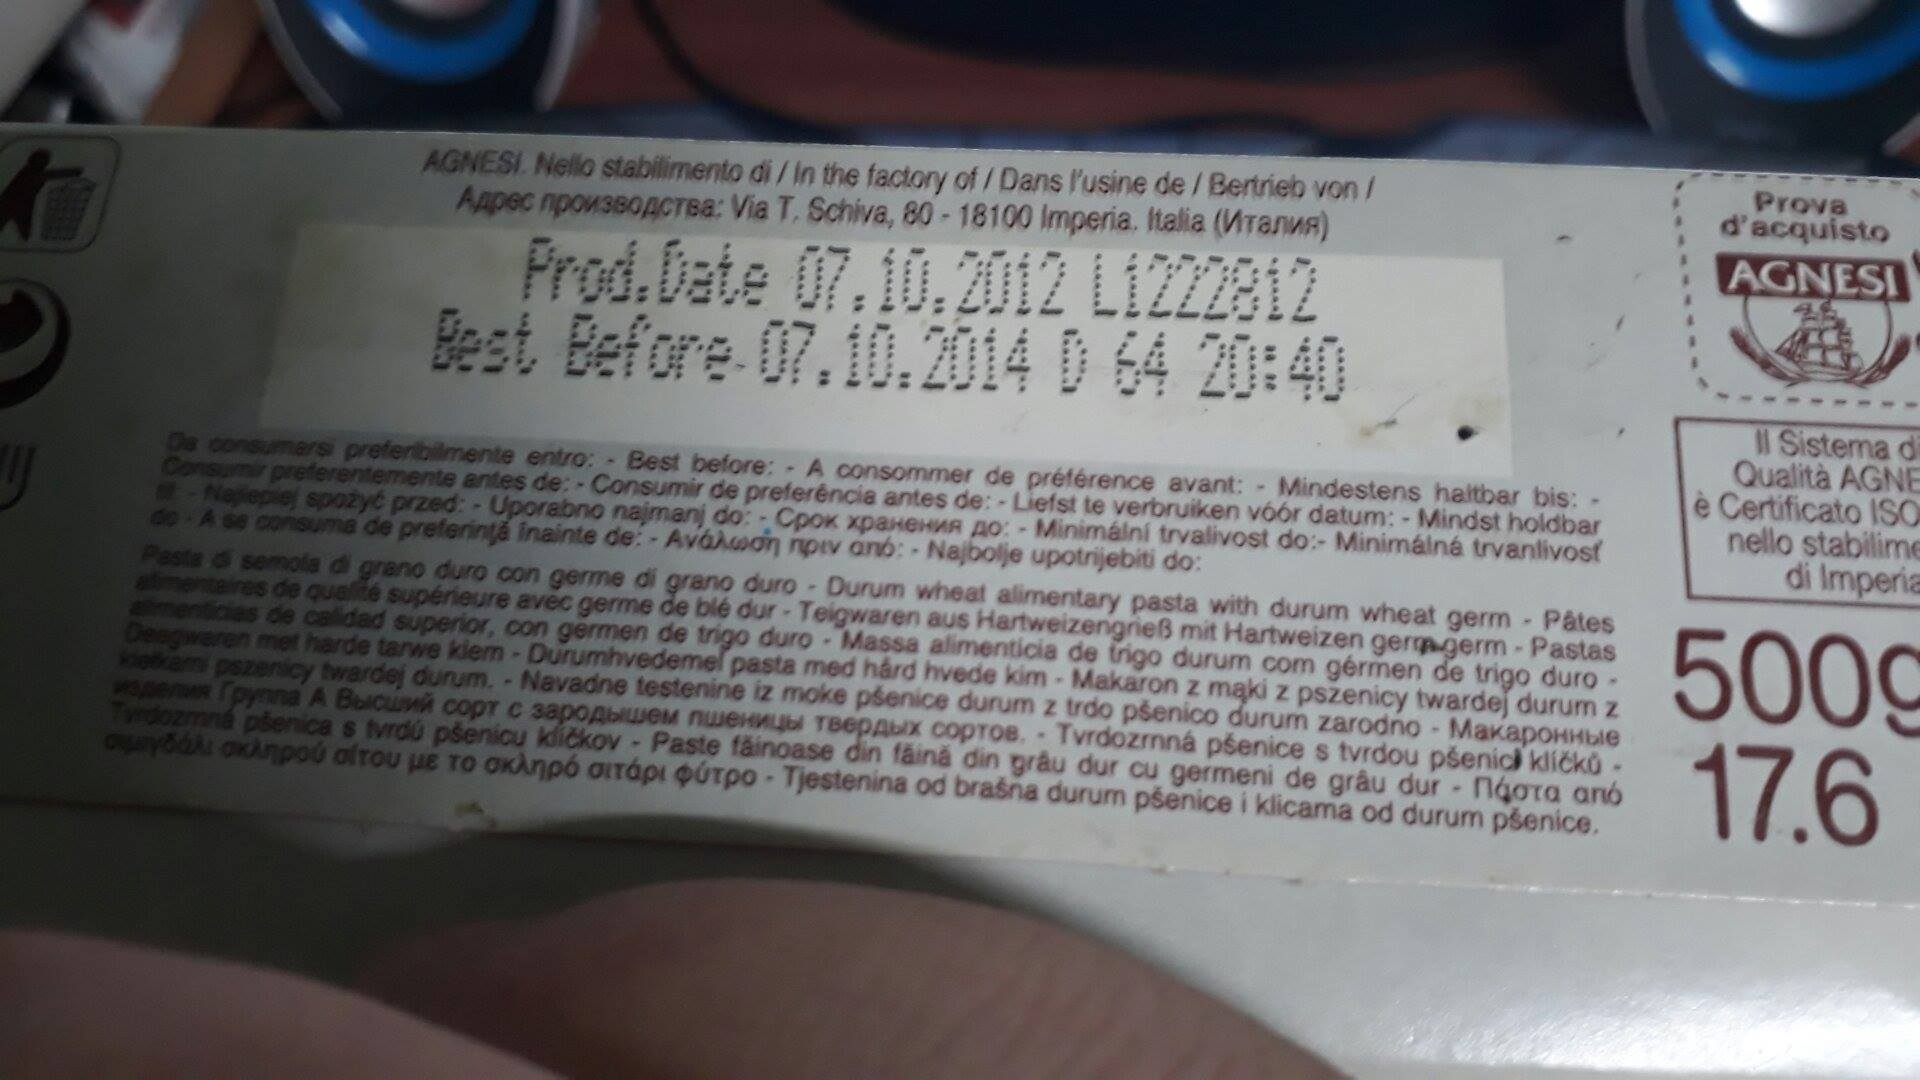 AGNESI. Nello stabilimento di / In the factory of / Dans l'usine de / Bertrieb von /
Адрес производства: Via T. Schiva, 80 - 18100 Imperia. Italia (Италия)
Prod.Date 07.10.2012 L1222812
Best Before 07.10.2014 D 64 20:40
Da consumarsi preferibilmente entro: - Best before: - A consommer de préférence avant: - Mindestens haltbar bis: -
Consumir preferentemente antes de: - Consumir de preferência antes de: - Liefst te verbruiken vóór datum: - Mindst holdbar
til: - Najlepiej spożyć przed: - Uporabno najmanj do: - Срок хранения до: - Minimální trvalivost do:- Minimálná trvanlivosť
do - A se consuma de preferinţă înainte de: - Ανάλωση πριν από: - Najbolje upotrijebiti do:
Pasta di semola di grano duro con germe di grano duro - Durum wheat alimentary pasta with durum wheat germ - Pâtes
alimentaires de qualité supérieure avec germe de blé dur - Teigwaren aus Hartweizengrieß mit Hartweizen germ germ - Pastas
alimenticias de calidad superior, con germen de trigo duro - Massa alimenticia de trigo durum com gérmen de trigo duro -
Deegwaren met harde tarwe kiem - Durumhvedemel pasta med hård hvede kim - Makaron z mąki z pszenicy twardej durum z
kiełkami pszenicy twardej durum. - Navadne testenine iz moke pšenice durum z trdo pšenico durum zarodno - Макаронные
изделия Группа А Высший сорт с зародышем пшеницы твердых сортов. - Tvrdozrnná pšenice s tvrdou pšenicí klíčků -
Tvrdozrnná pšenica s tvrdú pšenicu klíčkov - Paste făinoase din făină din grâu dur cu germeni de grâu dur - Πάστα από
σιμιγδάλι σκληρού σίτου με το σκληρό σιτάρι φύτρο - Tjestenina od brašna durum pšenice i klicama od durum pšenice.
Prova
d'acquisto
AGNESI
Il Sistema di
Qualità AGNE
è Certificato ISO
nello stabilime
di Imperia
500g
17.6